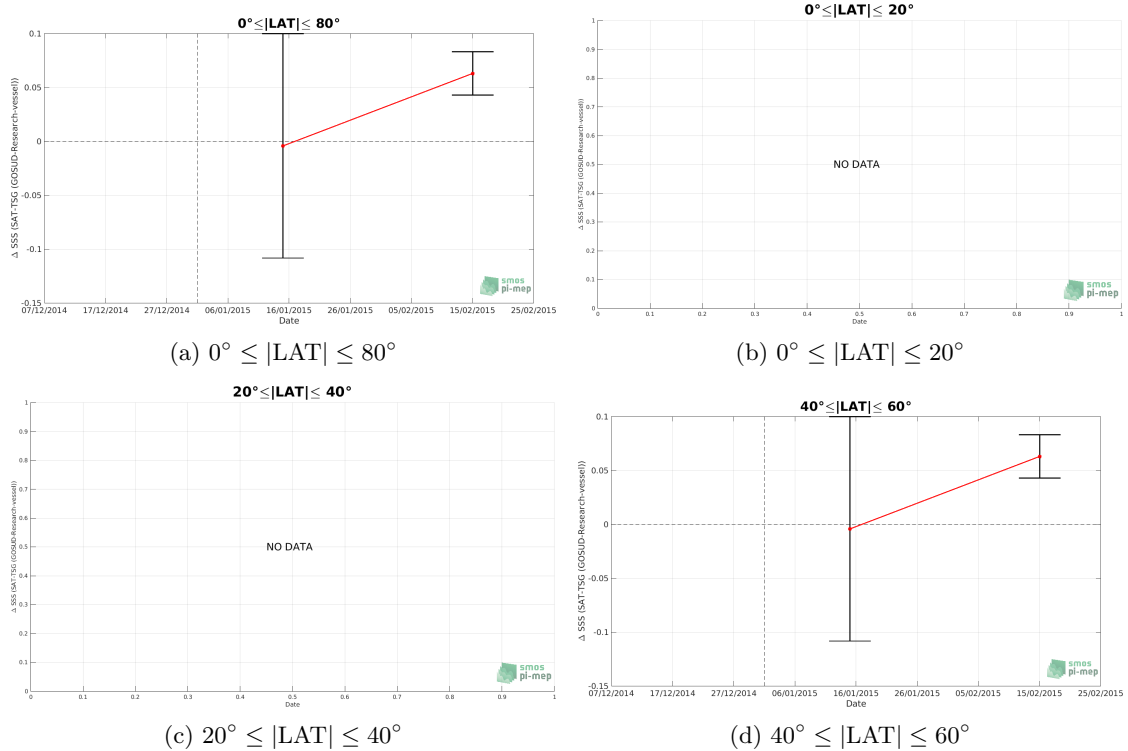 0°≤|LAT|≤ 80°
Δ SSS (SAT-TSG (GOSUD-Research-vessel))
0.1
0.05
0
-0.05
-0.1
-0.15
07/12/2014 17/12/2014 27/12/2014 06/01/2015 16/01/2015 26/01/2015 05/02/2015 15/02/2015 25/02/2015
Date
smos
pi-mep
(a) 0° ≤ |LAT| ≤ 80°
0°≤|LAT|≤ 20°
Δ SSS (SAT-TSG (GOSUD-Research-vessel))
1
0.9
0.8
0.7
0.6
0.5
0.4
0.3
0.2
0.1
0
NO DATA
0 0.1 0.2 0.3 0.4 0.5 0.6 0.7 0.8 0.9 1
Date
smos
pi-mep
(b) 0° ≤ |LAT| ≤ 20°
20°≤|LAT|≤ 40°
Δ SSS (SAT-TSG (GOSUD-Research-vessel))
1
0.9
0.8
0.7
0.6
0.5
0.4
0.3
0.2
0.1
0
NO DATA
0 0.1 0.2 0.3 0.4 0.5 0.6 0.7 0.8 0.9 1
Date
smos
pi-mep
(c) 20° ≤ |LAT| ≤ 40°
40°≤|LAT|≤ 60°
Δ SSS (SAT-TSG (GOSUD-Research-vessel))
0.1
0.05
0
-0.05
-0.1
-0.15
07/12/2014 17/12/2014 27/12/2014 06/01/2015 16/01/2015 26/01/2015 05/02/2015 15/02/2015 25/02/2015
Date
smos
pi-mep
(d) 40° ≤ |LAT| ≤ 60°